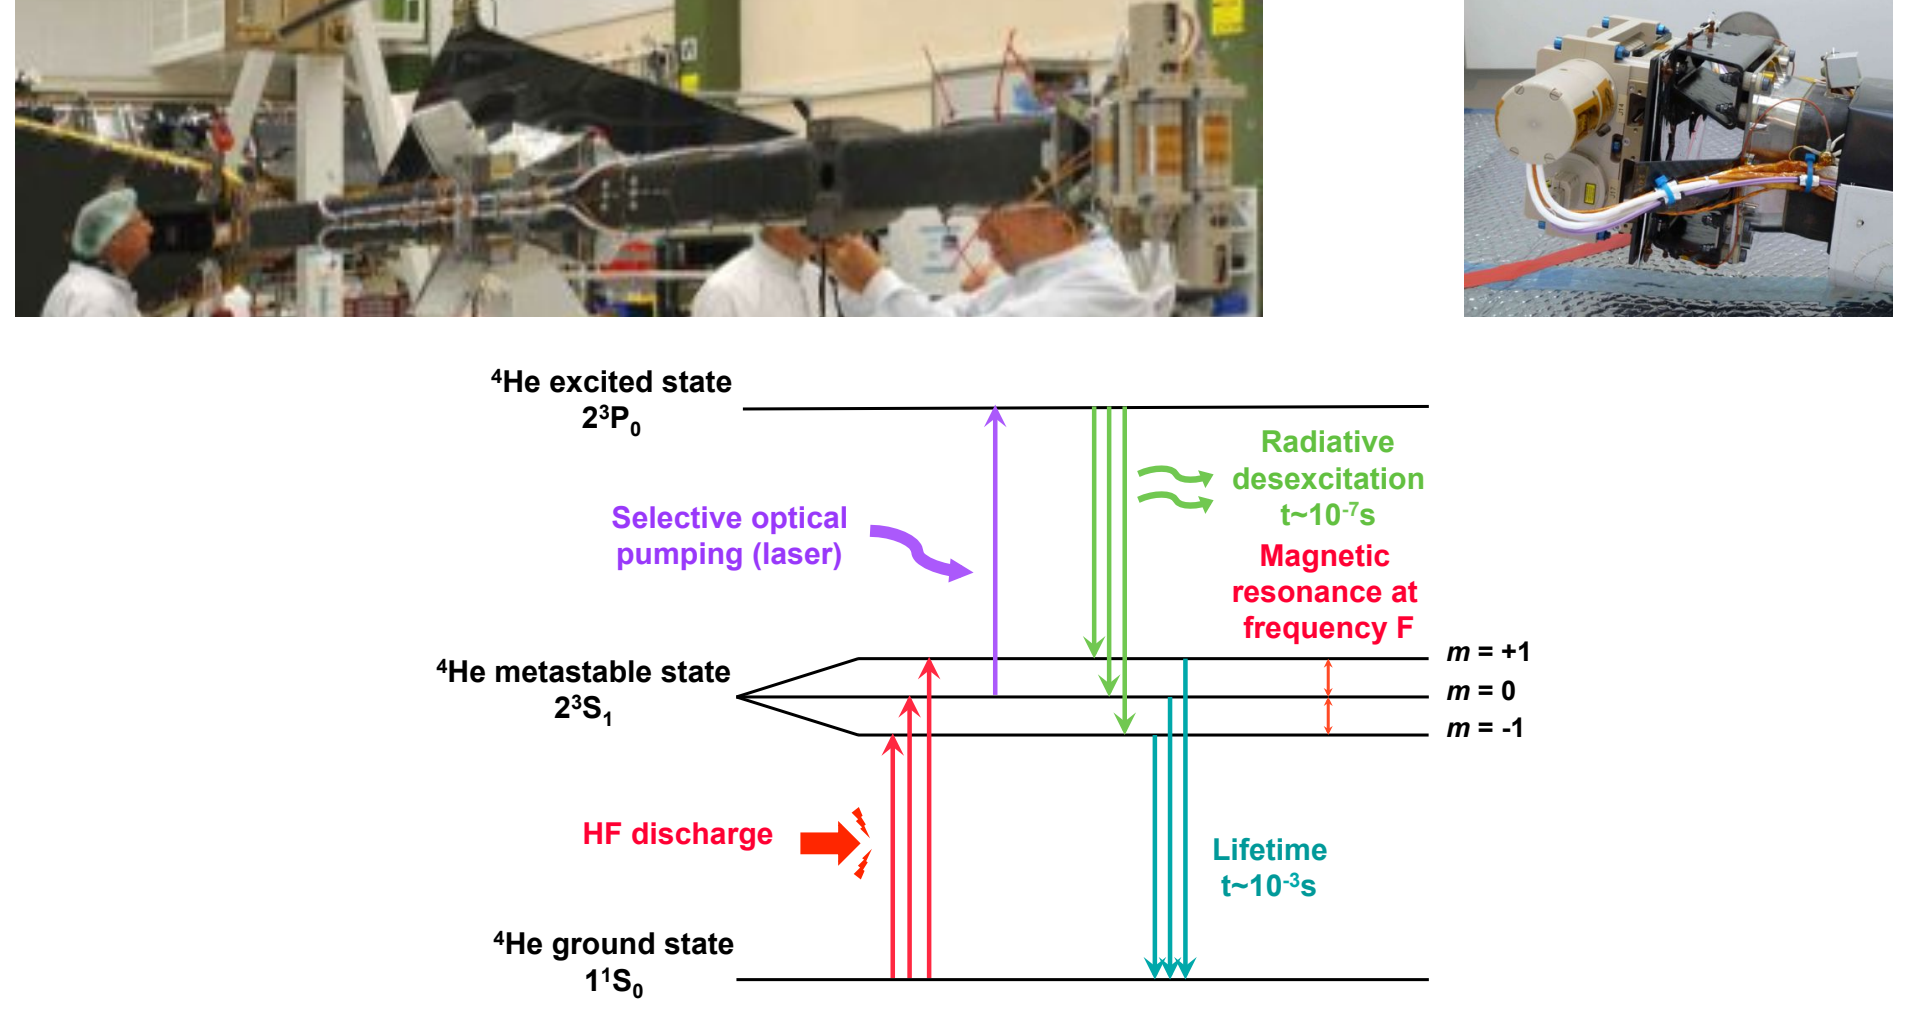 ⁴He excited state
2³P₀
Radiative
desexcitation
t~10⁻⁷s
Selective optical
pumping (laser)
Magnetic
resonance at
frequency F
m = +1
⁴He metastable state
2³S₁
m = 0
m = -1
HF discharge
Lifetime
t~10⁻³s
⁴He ground state
1¹S₀